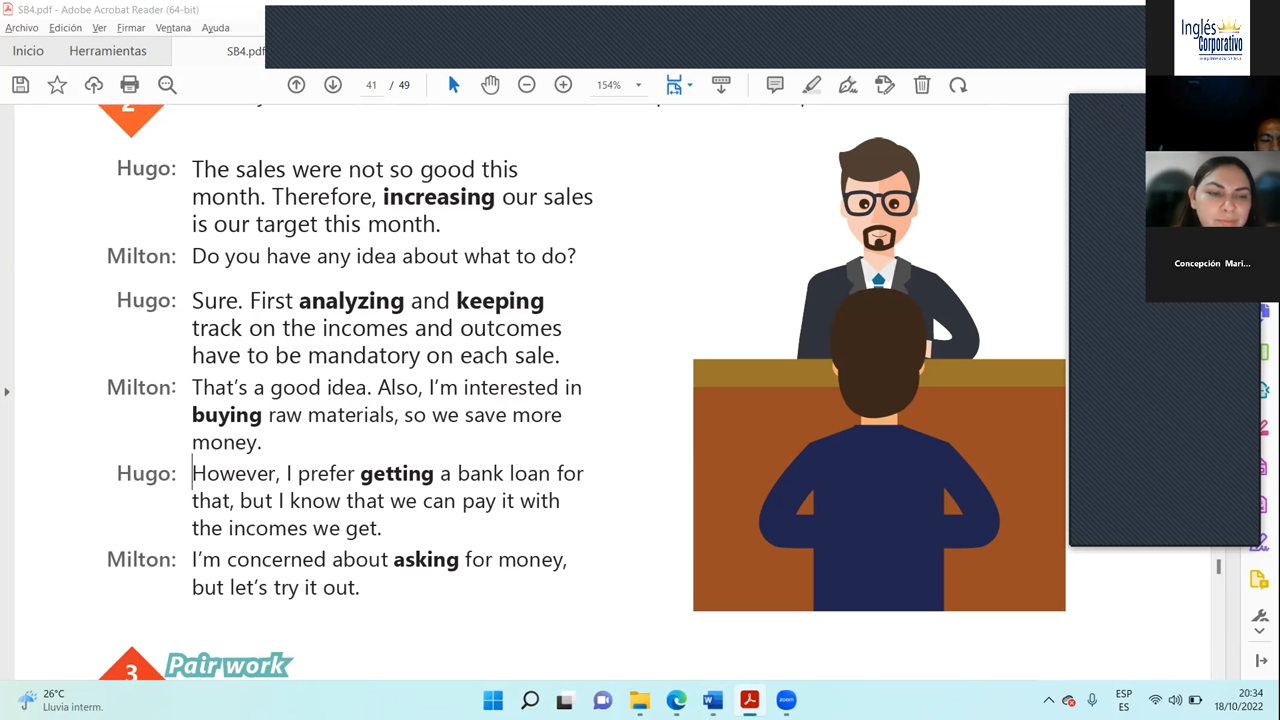 SB4.pdf - Adobe Acrobat Reader (64-bit)
Archivo Edición Ver Firmar Ventana Ayuda
Inicio Herramientas SB4.pdf
41 / 49 154%
Inglés
Corporativo
2
Hugo: The sales were not so good this
month. Therefore, increasing our sales
is our target this month.
Milton: Do you have any idea about what to do?
Hugo: Sure. First analyzing and keeping
track on the incomes and outcomes
have to be mandatory on each sale.
Milton: That's a good idea. Also, I'm interested in
buying raw materials, so we save more
money.
Hugo: However, I prefer getting a bank loan for
that, but I know that we can pay it with
the incomes we get.
Milton: I'm concerned about asking for money,
but let's try it out.
3 Pair work
Concepción Mari...
26°C
Lluvia interm.
ESP
ES
20:34
18/10/2022